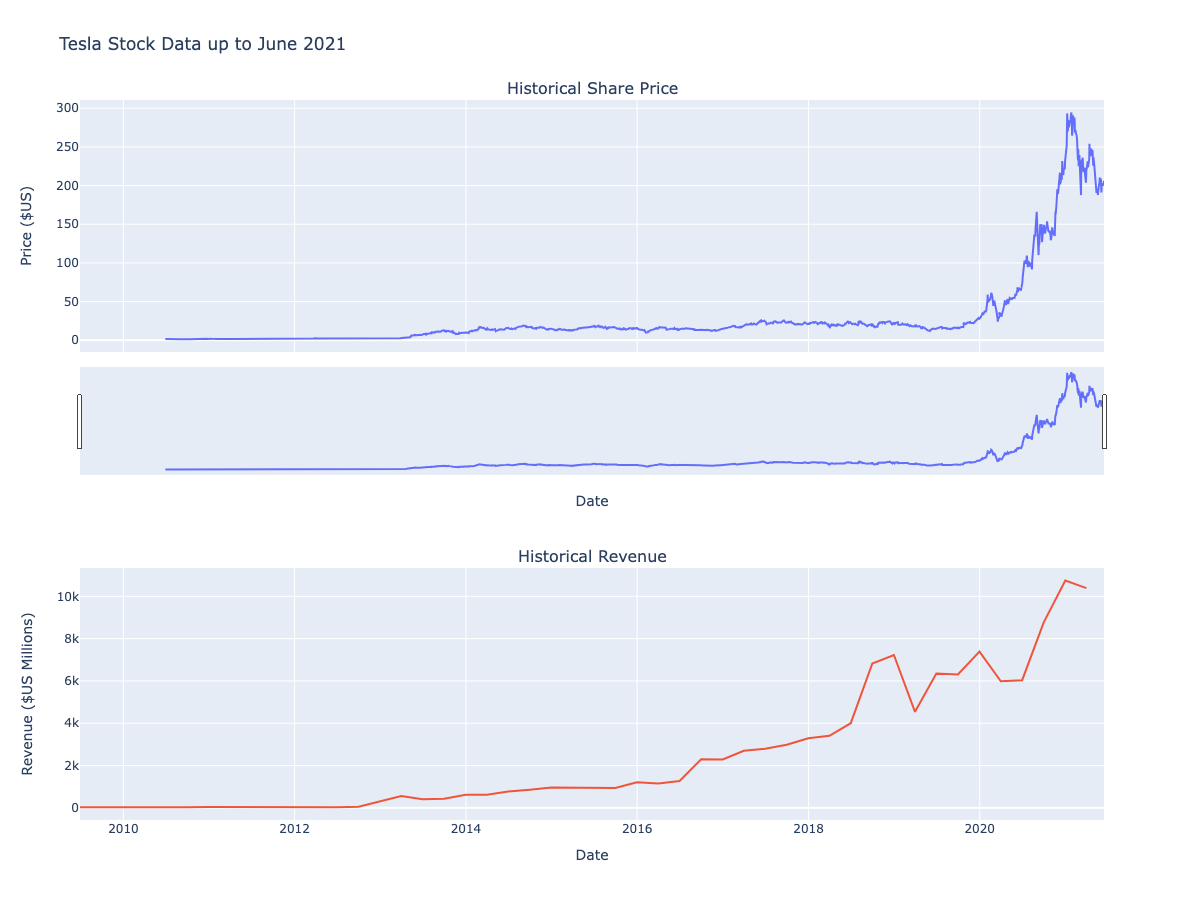 Tesla Stock Data up to June 2021
Historical Share Price
300
250
200
150
100
50
0
Price ($US)
Date
Historical Revenue
10k
8k
6k
4k
2k
0
Revenue ($US Millions)
2010 2012 2014 2016 2018 2020
Date